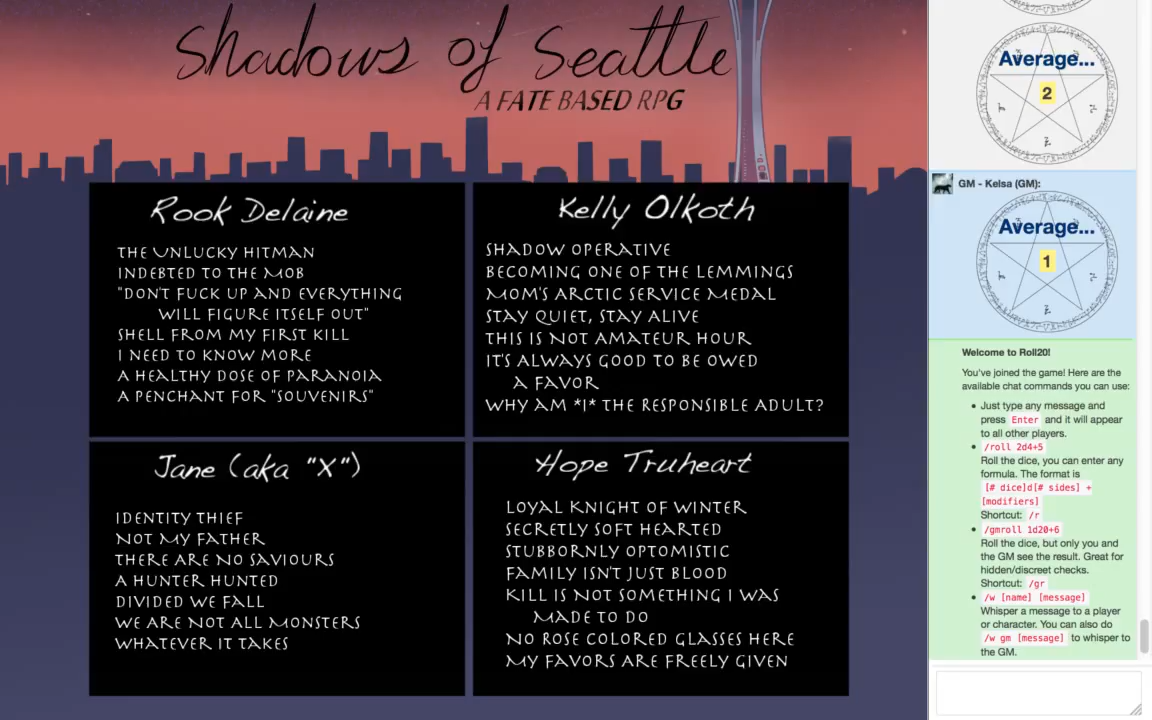 Shadows of Seattle
A FATE BASED RPG
Rook Delaine
THE UNLUCKY HITMAN
INDEBTED TO THE MOB
"DON'T FUCK UP AND EVERYTHING
WILL FIGURE ITSELF OUT"
SHELL FROM MY FIRST KILL
I NEED TO KNOW MORE
A HEALTHY DOSE OF PARANOIA
A PENCHANT FOR "SOUVENIRS"
Kelly Olkoth
SHADOW OPERATIVE
BECOMING ONE OF THE LEMMINGS
MOM'S ARCTIC SERVICE MEDAL
STAY QUIET, STAY ALIVE
THIS IS NOT AMATEUR HOUR
IT'S ALWAYS GOOD TO BE OWED
A FAVOR
WHY AM *I* THE RESPONSIBLE ADULT?
Jane (aka "X")
IDENTITY THIEF
NOT MY FATHER
THERE ARE NO SAVIOURS
A HUNTER HUNTED
DIVIDED WE FALL
WE ARE NOT ALL MONSTERS
WHATEVER IT TAKES
Hope Truheart
LOYAL KNIGHT OF WINTER
SECRETLY SOFT HEARTED
STUBBORNLY OPTOMISTIC
FAMILY ISN'T JUST BLOOD
KILL IS NOT SOMETHING I WAS
MADE TO DO
NO ROSE COLORED GLASSES HERE
MY FAVORS ARE FREELY GIVEN
Average...
2
GM - Kelsa (GM):
Average...
1
Welcome to Roll20!
You've joined the game! Here are the
available chat commands you can use:
Just type any message and
press Enter and it will appear
to all other players.
/roll 2d4+5
Roll the dice, you can enter any
formula. The format is
[# dice]d[# sides] +
[modifiers]
Shortcut: /r
/gmroll 1d20+6
Roll the dice, but only you and
the GM see the result. Great for
hidden/discreet checks.
Shortcut: /gr
/w [name] [message]
Whisper a message to a player
or character. You can also do
/w gm [message] to whisper to
the GM.